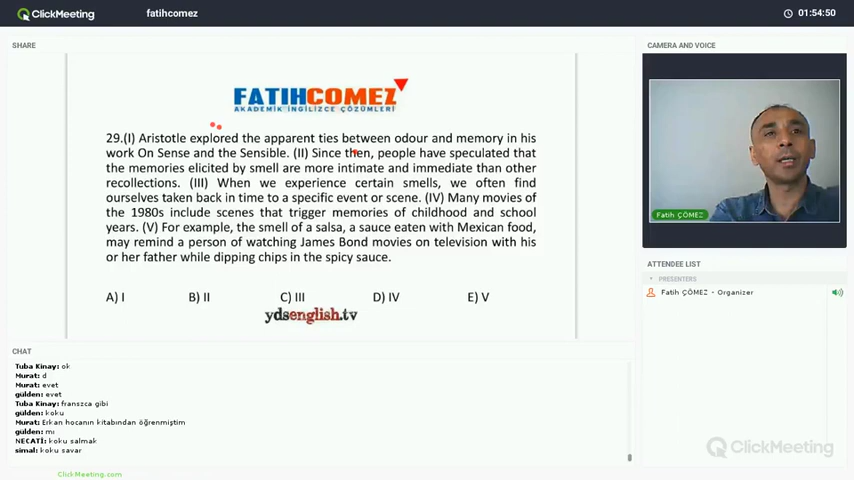 ClickMeeting
fatihcomez
01:54:50
SHARE
CAMERA AND VOICE
FATIHCOMEZ
AKADEMİK İNGİLİZCE ÇÖZÜMLERİ
29.(I) Aristotle explored the apparent ties between odour and memory in his
work On Sense and the Sensible. (II) Since then, people have speculated that
the memories elicited by smell are more intimate and immediate than other
recollections. (III) When we experience certain smells, we often find
ourselves taken back in time to a specific event or scene. (IV) Many movies of
the 1980s include scenes that trigger memories of childhood and school
years. (V) For example, the smell of a salsa, a sauce eaten with Mexican food,
may remind a person of watching James Bond movies on television with his
or her father while dipping chips in the spicy sauce.
A) I B) II C) III D) IV E) V
ydsenglish.tv
Fatih ÇÖMEZ
ATTENDEE LIST
PRESENTERS
Fatih ÇÖMEZ - Organizer
CHAT
Tuba Kinay: ok
Murat: d
Murat: evet
gülden: evet
Tuba Kinay: franszca gibi
gülden: koku
Murat: Erkan hocanın kitabından öğrenmiştim
gülden: mı
NECATİ: koku salmak
simal: koku savar
ClickMeeting
ClickMeeting.com